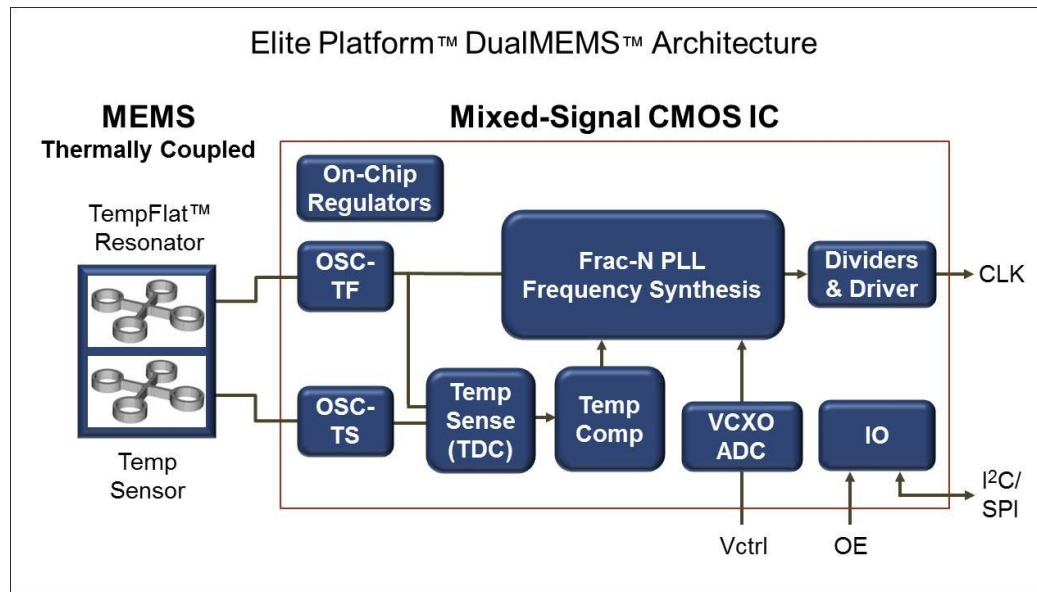 Elite Platform™ DualMEMS™ Architecture
MEMS
Thermally Coupled
Mixed-Signal CMOS IC
TempFlat™
Resonator
Temp
Sensor
On-Chip
Regulators
OSC-
TF
Frac-N PLL
Frequency Synthesis
Dividers
& Driver
CLK
OSC-
TS
Temp
Sense
(TDC)
Temp
Comp
VCXO
ADC
IO
I²C/
SPI
Vctrl
OE